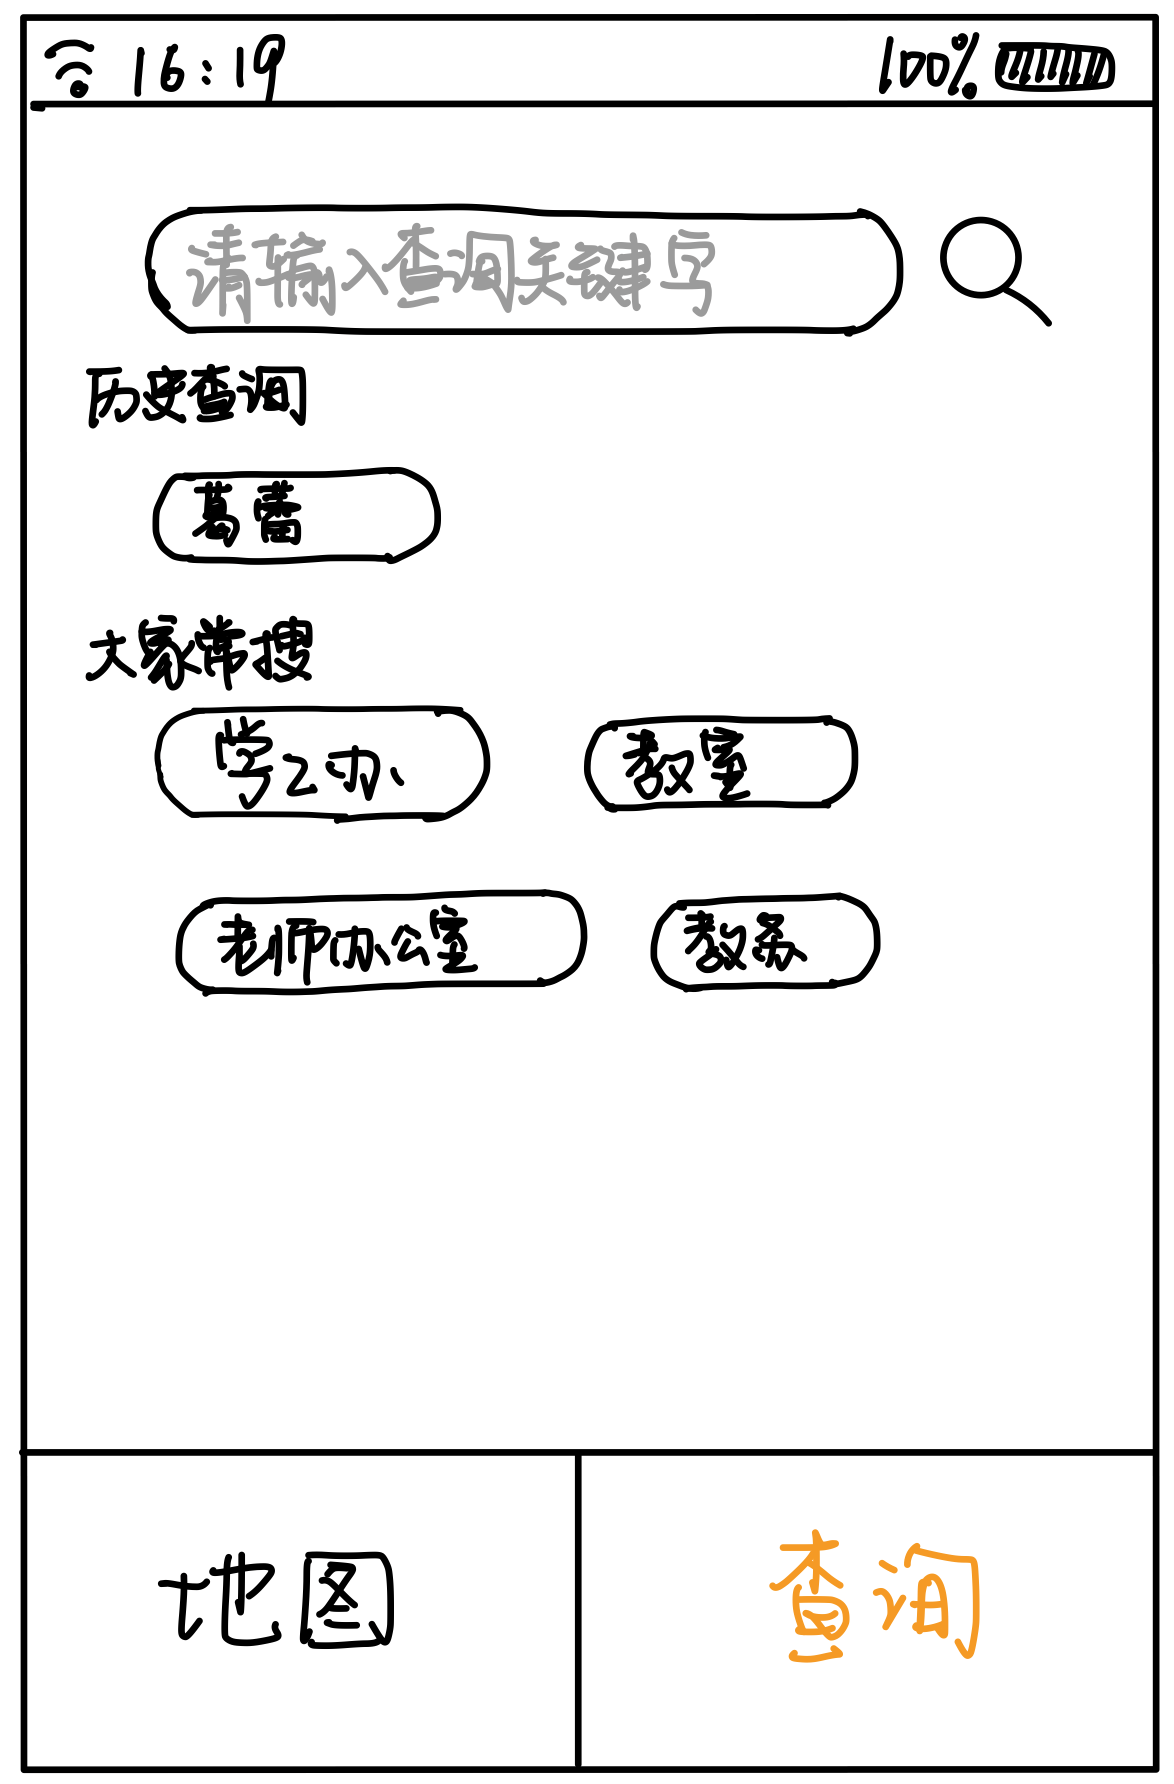 16:19 100%
请输入查询关键字
历史查询
葛蕾
大家常搜
学工办 教室
老师办公室 教务
地图 查询